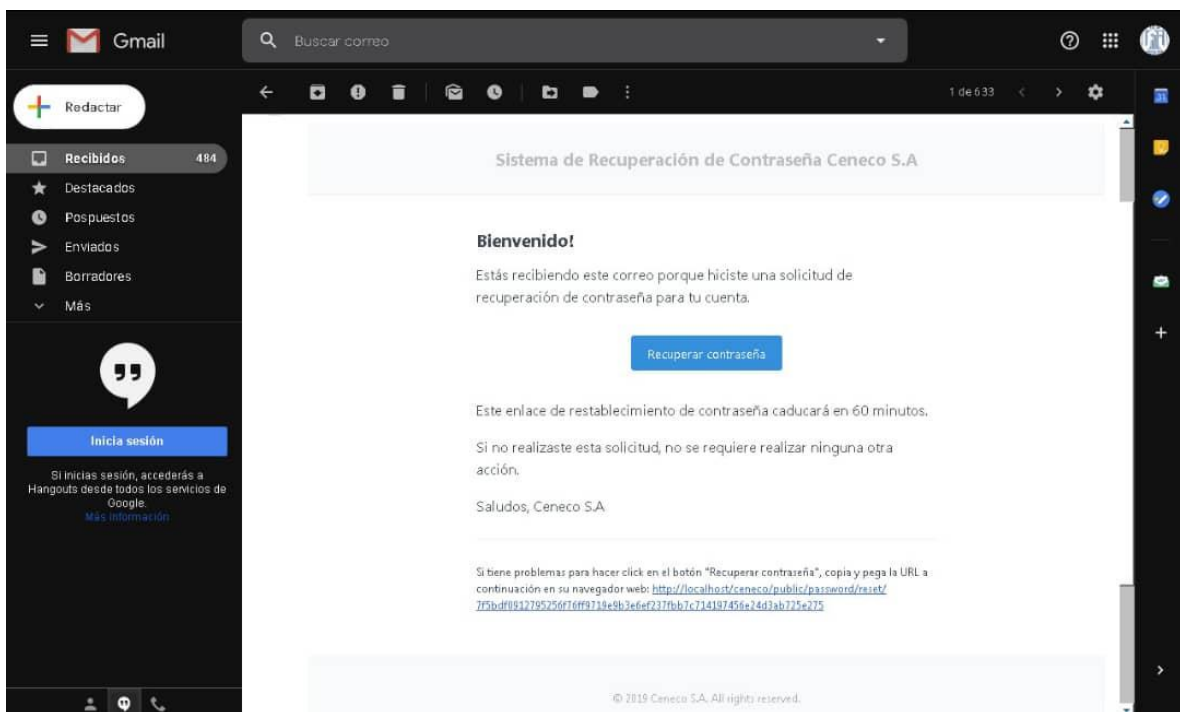 Gmail
Buscar correo
Redactar
1 de 633
Recibidos 484
Destacados
Pospuestos
Enviados
Borradores
Más
Inicia sesión
Si inicias sesión, accederás a
Hangouts desde todos los servicios de
Google.
Más información
Sistema de Recuperación de Contraseña Ceneco S.A
Bienvenido!
Estás recibiendo este correo porque hiciste una solicitud de
recuperación de contraseña para tu cuenta.
Recuperar contraseña
Este enlace de restablecimiento de contraseña caducará en 60 minutos.
Si no realizaste esta solicitud, no se requiere realizar ninguna otra
acción.
Saludos, Ceneco S.A
Si tiene problemas para hacer click en el botón "Recuperar contraseña", copia y pega la URL a
continuación en su navegador web: http://localhost/ceneco/public/password/reset/
7f5bdf0912795256f76ff9719e9b3e6ef237fbb7c714197456e24d3ab725e275
© 2019 Ceneco S.A. All rights reserved.
31